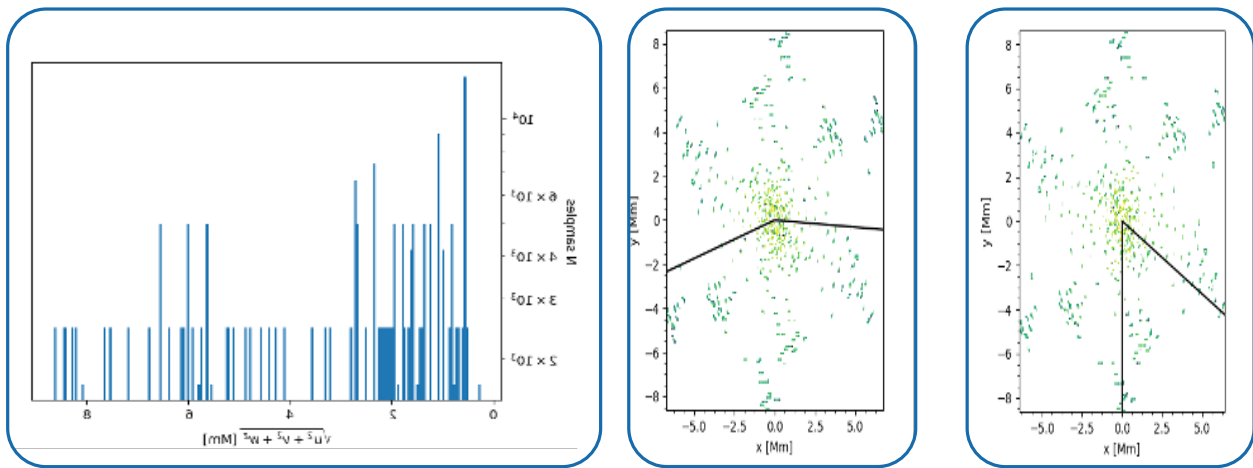 10⁴
6 × 10³
4 × 10³
3 × 10³
2 × 10³
N samples
8 6 4 2 0
√u² + v² + w² [Mm]
8
6
4
2
0
−2
−4
−6
−8
y [Mm]
−5.0 −2.5 0.0 2.5 5.0
x [Mm]
8
6
4
2
0
−2
−4
−6
−8
y [Mm]
−5.0 −2.5 0.0 2.5 5.0
x [Mm]